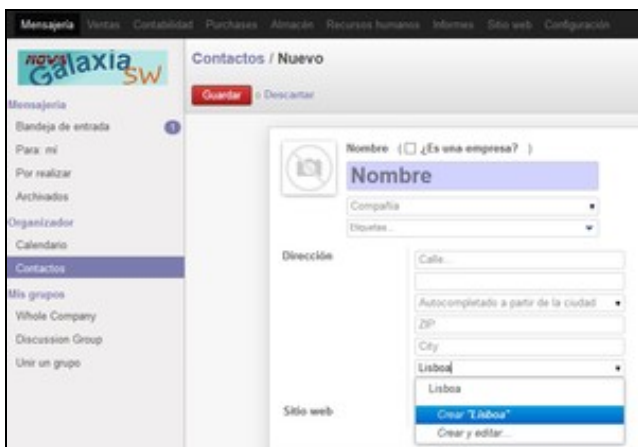 Mensajería Ventas Contabilidad Purchases Almacén Recursos humanos Informes Sitio web Configuración
nova
Galaxia
SW
Contactos / Nuevo
Guardar o Descartar
Mensajería
Bandeja de entrada 1
Para: mí
Por realizar
Archivados
Organizador
Calendario
Contactos
Mis grupos
Whole Company
Discussion Group
Unir un grupo
Nombre ( ¿Es una empresa? )
Nombre
Compañía
Etiquetas...
Dirección
Calle...
Autocompletado a partir de la ciudad
ZIP
City
Lisboa
Lisboa
Crear "Lisboa"
Crear y editar...
Sitio web